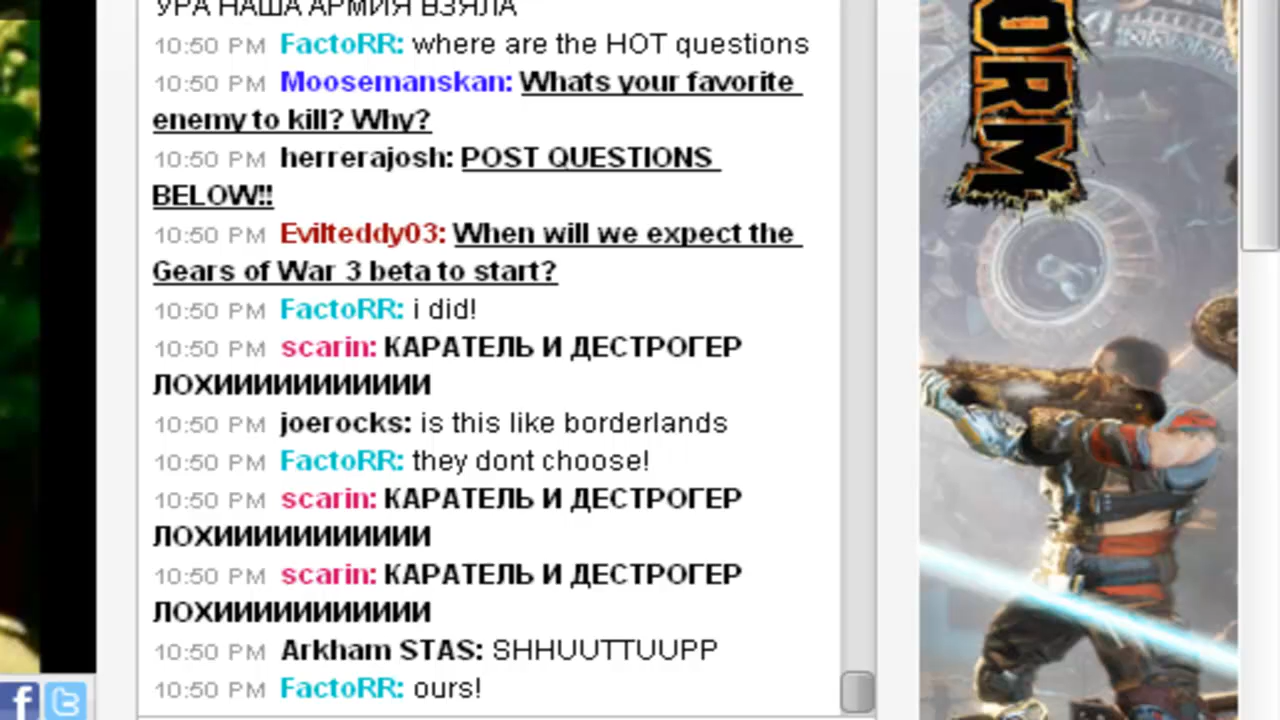 УРА НАША АРМИЯ ВЗЯЛА
10:50 PM FactoRR: where are the HOT questions
10:50 PM Moosemanskan: Whats your favorite
enemy to kill? Why?
10:50 PM herrerajosh: POST QUESTIONS
BELOW!!
10:50 PM Evilteddy03: When will we expect the
Gears of War 3 beta to start?
10:50 PM FactoRR: i did!
10:50 PM scarin: КАРАТЕЛЬ И ДЕСТРОГЕР
ЛОХИИИИИИИИИИИ
10:50 PM joerocks: is this like borderlands
10:50 PM FactoRR: they dont choose!
10:50 PM scarin: КАРАТЕЛЬ И ДЕСТРОГЕР
ЛОХИИИИИИИИИИИ
10:50 PM scarin: КАРАТЕЛЬ И ДЕСТРОГЕР
ЛОХИИИИИИИИИИИ
10:50 PM Arkham STAS: SHHUUTTUUPP
10:50 PM FactoRR: ours!
ORM
f t